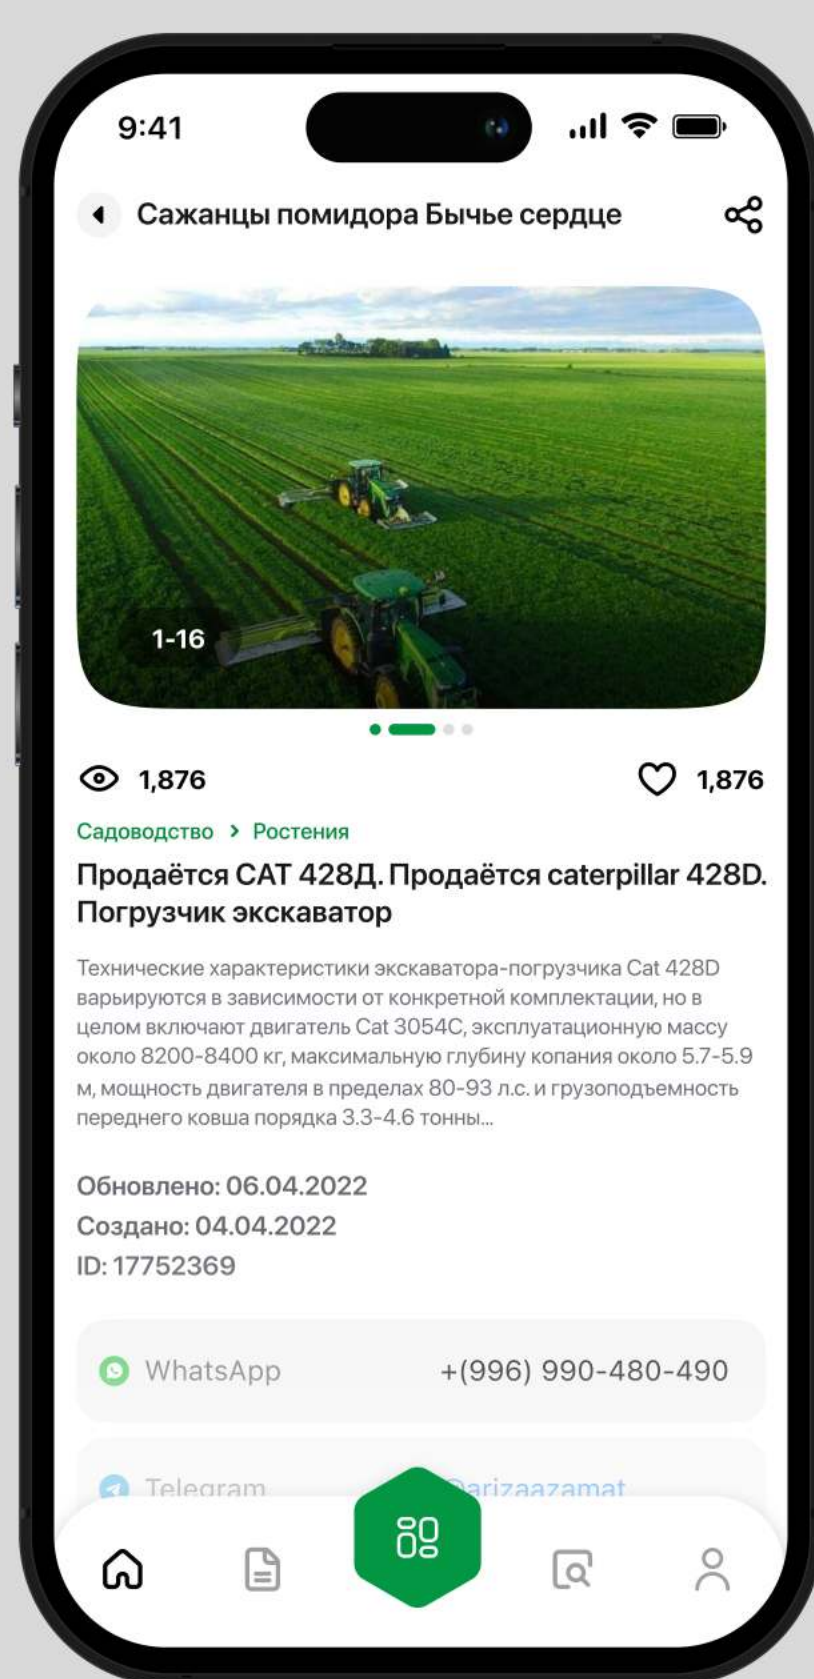 9:41
Сажанцы помидора Бычье сердце
1-16
1,876
1,876
Садоводство > Ростения
Продаётся САТ 428Д. Продаётся caterpillar 428D.
Погрузчик экскаватор
Технические характеристики экскаватора-погрузчика Cat 428D
варьируются в зависимости от конкретной комплектации, но в
целом включают двигатель Cat 3054C, эксплуатационную массу
около 8200-8400 кг, максимальную глубину копания около 5.7-5.9
м, мощность двигателя в пределах 80-93 л.с. и грузоподъемность
переднего ковша порядка 3.3-4.6 тонны...
Обновлено: 06.04.2022
Создано: 04.04.2022
ID: 17752369
WhatsApp +(996) 990-480-490
Telegram @arizaazamat